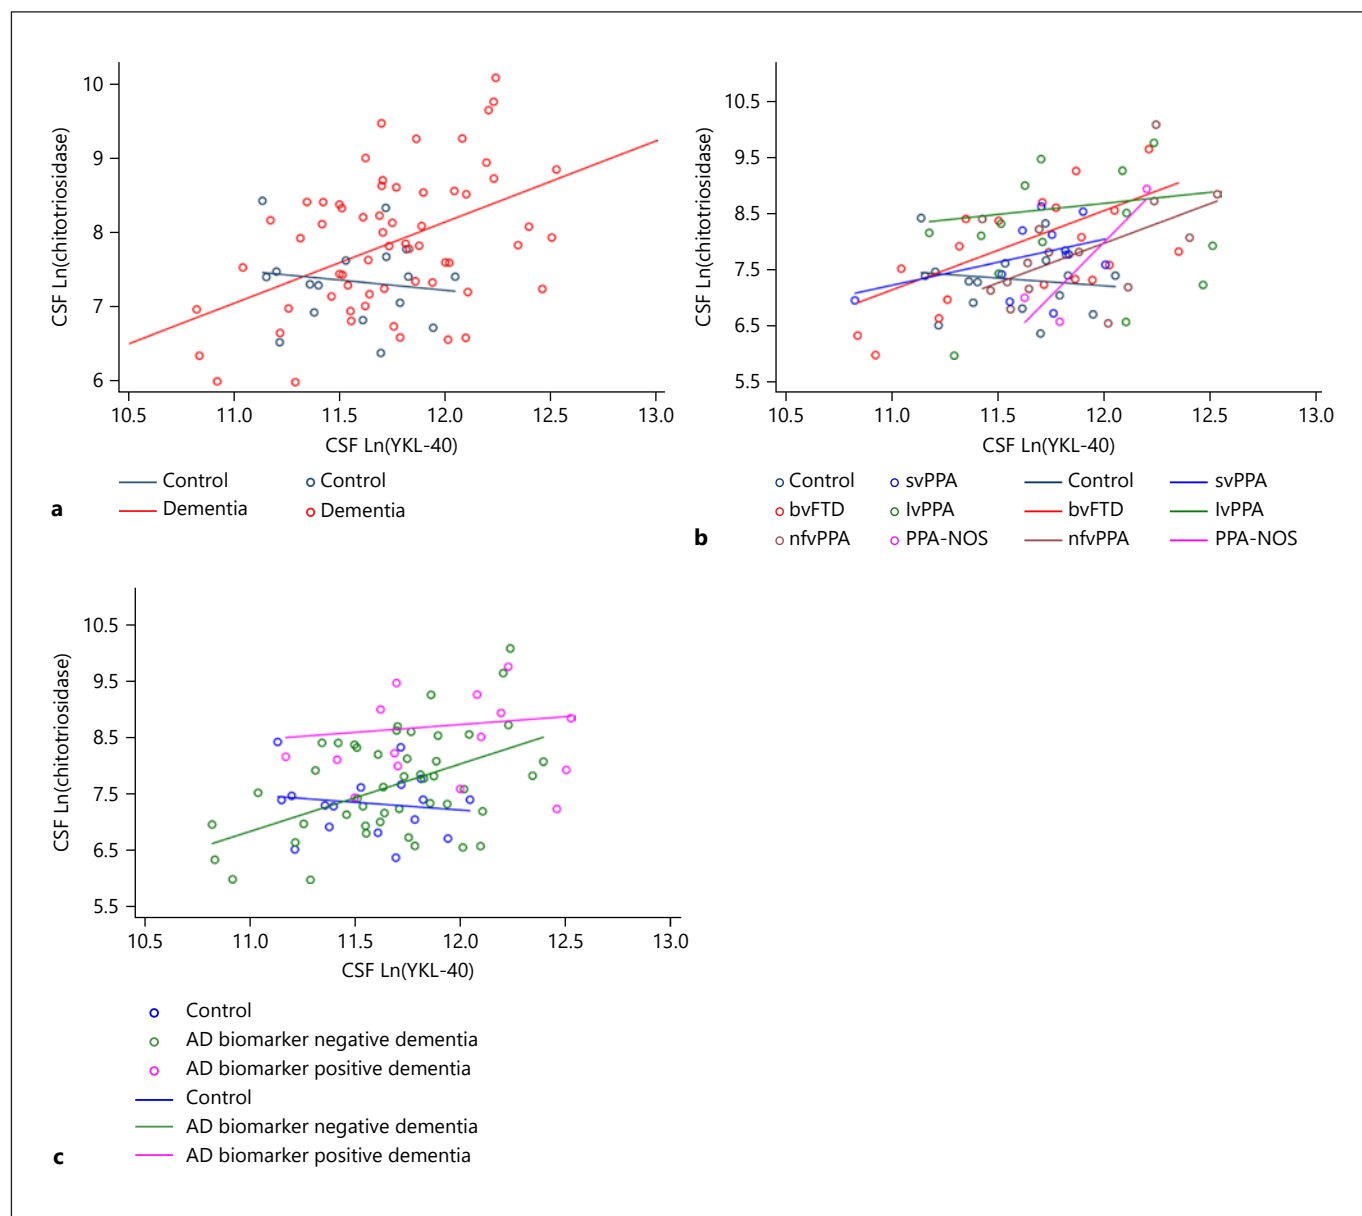 10
9
8
7
6
CSF Ln(chitotriosidase)
10.5 11.0 11.5 12.0 12.5 13.0
CSF Ln(YKL-40)
Control Control
Dementia Dementia
a
10.5
9.5
8.5
7.5
6.5
5.5
CSF Ln(chitotriosidase)
10.5 11.0 11.5 12.0 12.5 13.0
CSF Ln(YKL-40)
Control svPPA Control svPPA
bvFTD lvPPA bvFTD lvPPA
nfvPPA PPA-NOS nfvPPA PPA-NOS
b
10.5
9.5
8.5
7.5
6.5
5.5
CSF Ln(chitotriosidase)
10.5 11.0 11.5 12.0 12.5 13.0
CSF Ln(YKL-40)
Control
AD biomarker negative dementia
AD biomarker positive dementia
Control
AD biomarker negative dementia
AD biomarker positive dementia
c